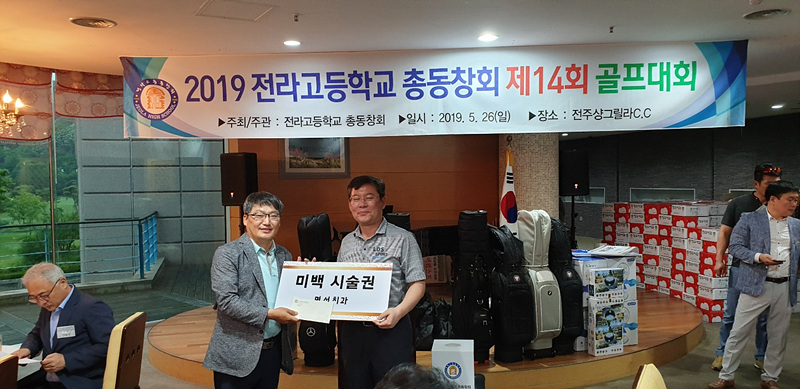 2019 전라고등학교 총동창회 제14회 골프대회
▶주최/주관 : 전라고등학교 총동창회 ▶일시 : 2019. 5. 26(일) ▶장소 : 전주샹그릴라C.C
미백 시술권